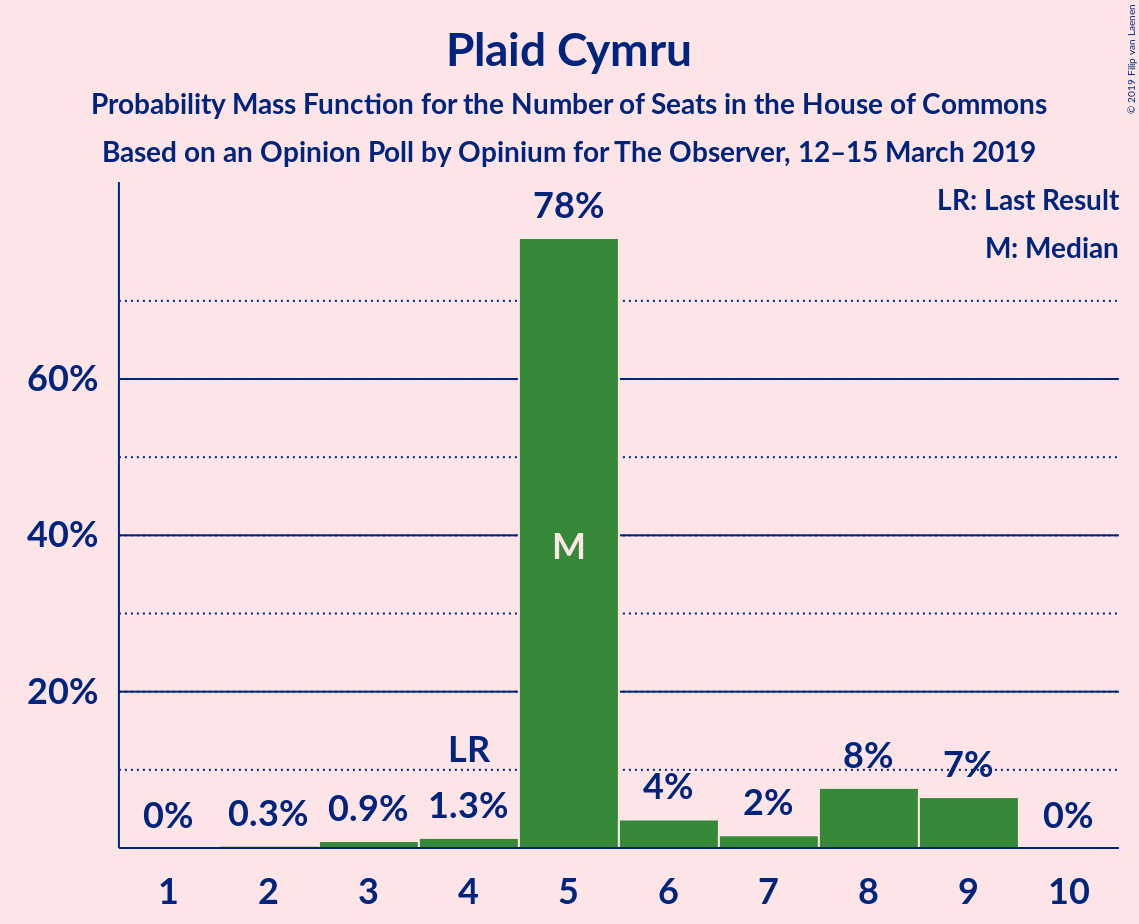 Plaid Cymru
Probability Mass Function for the Number of Seats in the House of Commons
Based on an Opinion Poll by Opinium for The Observer, 12–15 March 2019
© 2019 Filip van Laenen
LR: Last Result
M: Median
78%
60%
40%
M
20%
LR
0% 0.3% 0.9% 1.3% 4% 2% 8% 7% 0%
1 2 3 4 5 6 7 8 9 10